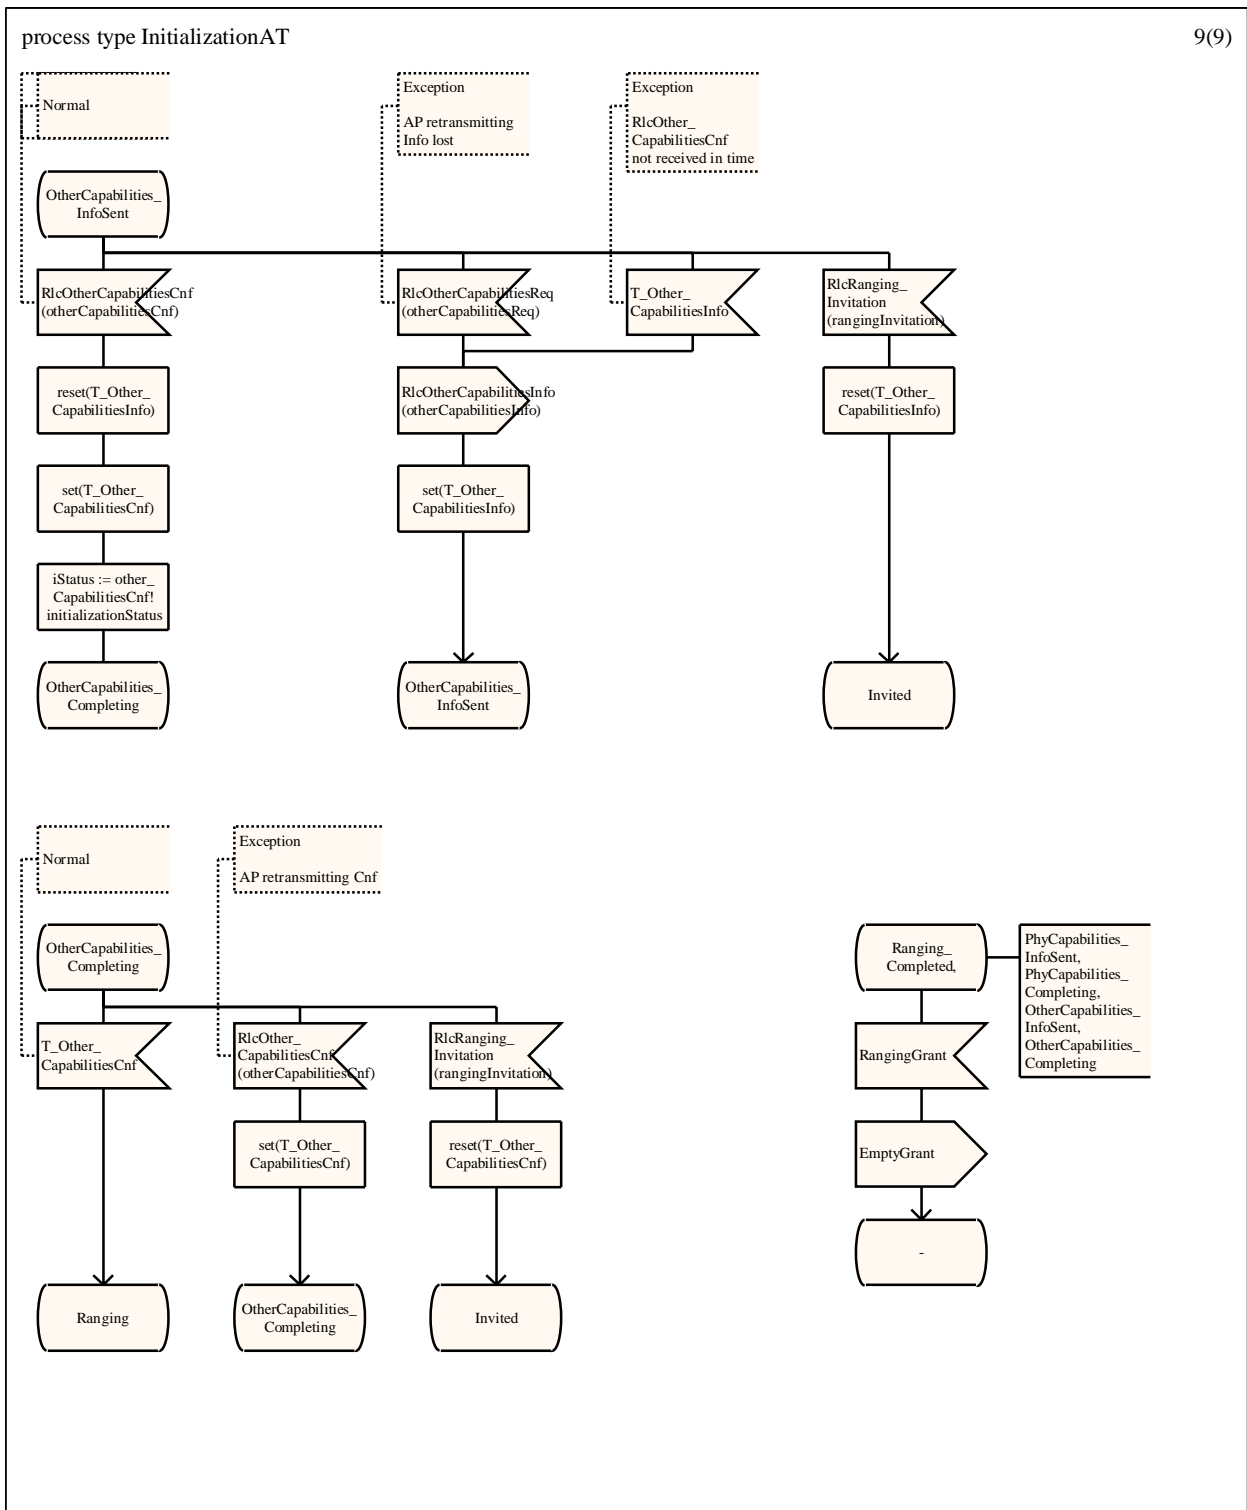 process type InitializationAT
9(9)
Normal
Exception
AP retransmitting
Info lost
Exception
RlcOther_
CapabilitiesCnf
not received in time
OtherCapabilities_
InfoSent
RlcOtherCapabilitiesCnf
(otherCapabilitiesCnf)
RlcOtherCapabilitiesReq
(otherCapabilitiesReq)
T_Other_
CapabilitiesInfo
RlcRanging_
Invitation
(rangingInvitation)
reset(T_Other_
CapabilitiesInfo)
RlcOtherCapabilitiesInfo
(otherCapabilitiesInfo)
reset(T_Other_
CapabilitiesInfo)
set(T_Other_
CapabilitiesCnf)
set(T_Other_
CapabilitiesInfo)
iStatus := other_
CapabilitiesCnf!
initializationStatus
OtherCapabilities_
Completing
OtherCapabilities_
InfoSent
Invited
Normal
Exception
AP retransmitting Cnf
OtherCapabilities_
Completing
Ranging_
Completed,
PhyCapabilities_
InfoSent,
PhyCapabilities_
Completing,
OtherCapabilities_
InfoSent,
OtherCapabilities_
Completing
T_Other_
CapabilitiesCnf
RlcOther_
CapabilitiesCnf
(otherCapabilitiesCnf)
RlcRanging_
Invitation
(rangingInvitation)
RangingGrant
set(T_Other_
CapabilitiesCnf)
reset(T_Other_
CapabilitiesCnf)
EmptyGrant
-
Ranging
OtherCapabilities_
Completing
Invited